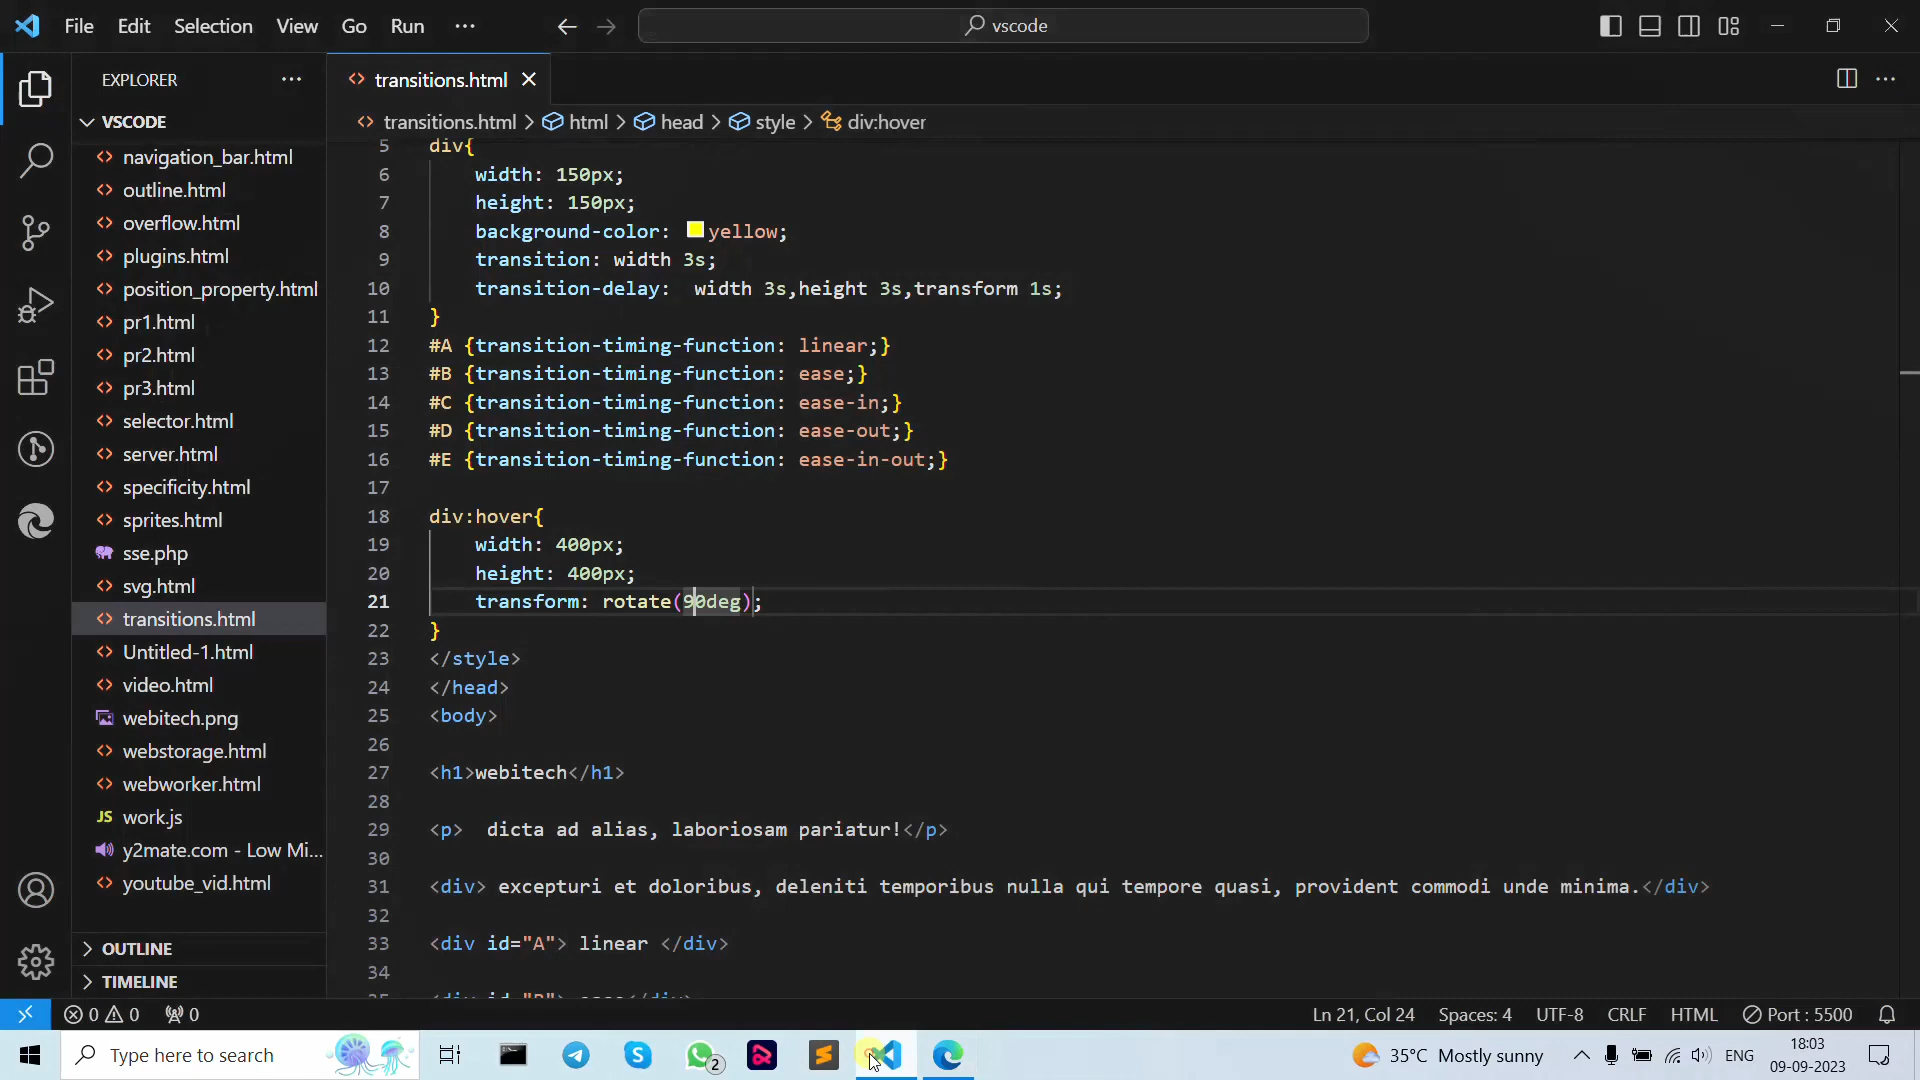 File Edit Selection View Go Run ···
vscode
EXPLORER ···
transitions.html
VSCODE
transitions.html > html > head > style > div:hover
navigation_bar.html
outline.html
overflow.html
plugins.html
position_property.html
pr1.html
pr2.html
pr3.html
selector.html
server.html
specificity.html
sprites.html
sse.php
svg.html
transitions.html
Untitled-1.html
video.html
webitech.png
webstorage.html
webworker.html
JS work.js
y2mate.com - Low Mi...
youtube_vid.html
OUTLINE
TIMELINE
5 div{
6 width: 150px;
7 height: 150px;
8 background-color: yellow;
9 transition: width 3s;
10 transition-delay:  width 3s,height 3s,transform 1s;
11 }
12 #A {transition-timing-function: linear;}
13 #B {transition-timing-function: ease;}
14 #C {transition-timing-function: ease-in;}
15 #D {transition-timing-function: ease-out;}
16 #E {transition-timing-function: ease-in-out;}
17
18 div:hover{
19 width: 400px;
20 height: 400px;
21 transform: rotate(90deg);
22 }
23 </style>
24 </head>
25 <body>
26
27 <h1>webitech</h1>
28
29 <p>  dicta ad alias, laboriosam pariatur!</p>
30
31 <div> excepturi et doloribus, deleniti temporibus nulla qui tempore quasi, provident commodi unde minima.</div>
32
33 <div id="A"> linear </div>
34
35 <div id="B"> ease</div>
0 0 0
Ln 21, Col 24 Spaces: 4 UTF-8 CRLF HTML Port : 5500
Type here to search
2
35°C Mostly sunny
ENG
18:03
09-09-2023